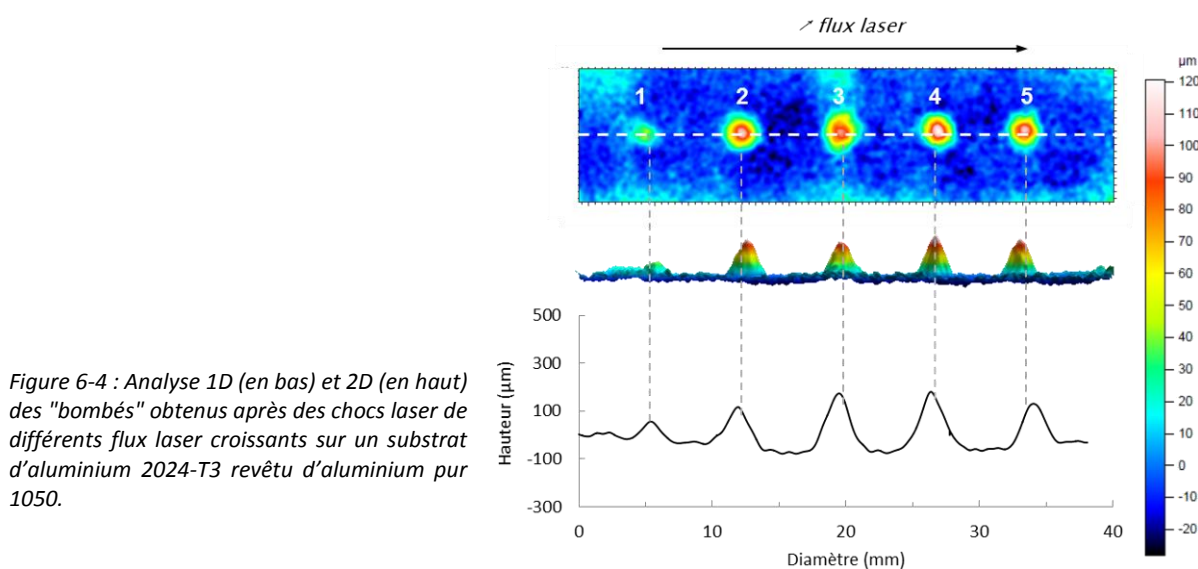 ↗ flux laser
1 2 3 4 5
µm
120
110
100
90
80
70
60
50
40
30
20
10
0
-10
-20
500
300
100
-100
-300
Hauteur (µm)
0 10 20 30 40
Diamètre (mm)
Figure 6-4 : Analyse 1D (en bas) et 2D (en haut)
des "bombés" obtenus après des chocs laser de
différents flux laser croissants sur un substrat
d’aluminium 2024-T3 revêtu d’aluminium pur
1050.